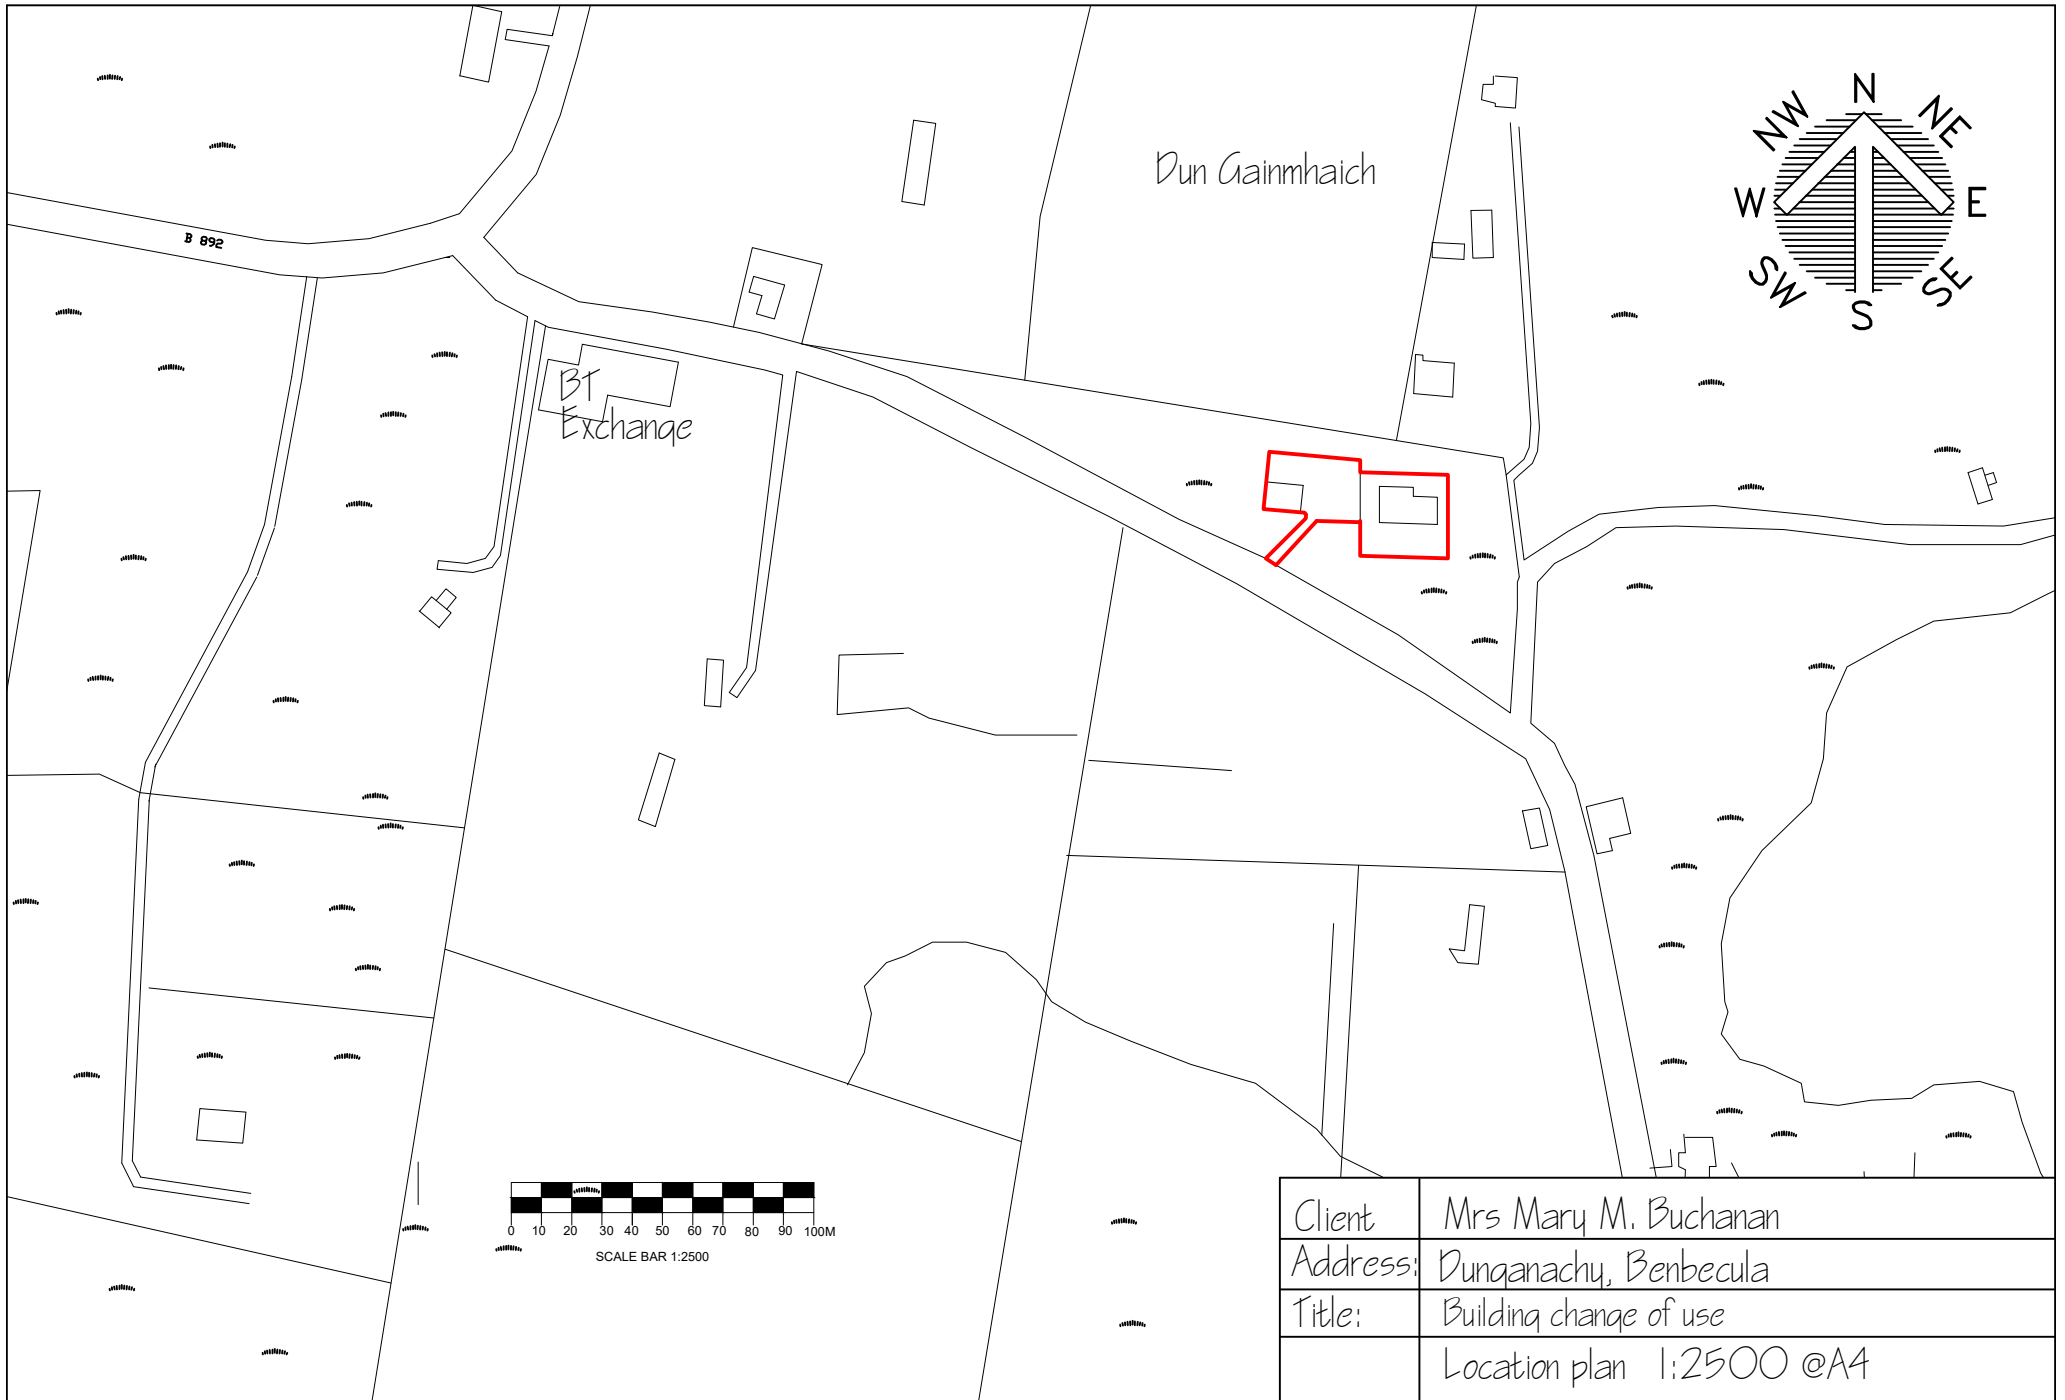 N
NW
NE
Dun Gainmhaich
W
E
B 892
SW
SE
S
BT
Exchange
0 10 20 30 40 50 60 70 80 90 100M
SCALE BAR 1:2500
Client Mrs Mary M. Buchanan
Address: Dunganachy, Benbecula
Title: Building change of use
Location plan 1:2500 @A4